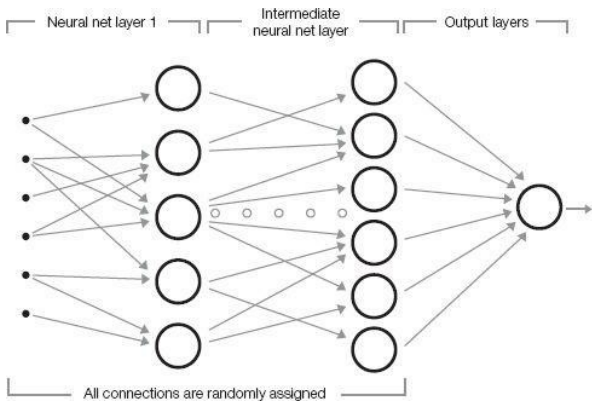 Neural net layer 1
Intermediate
neural net layer
Output layers
All connections are randomly assigned